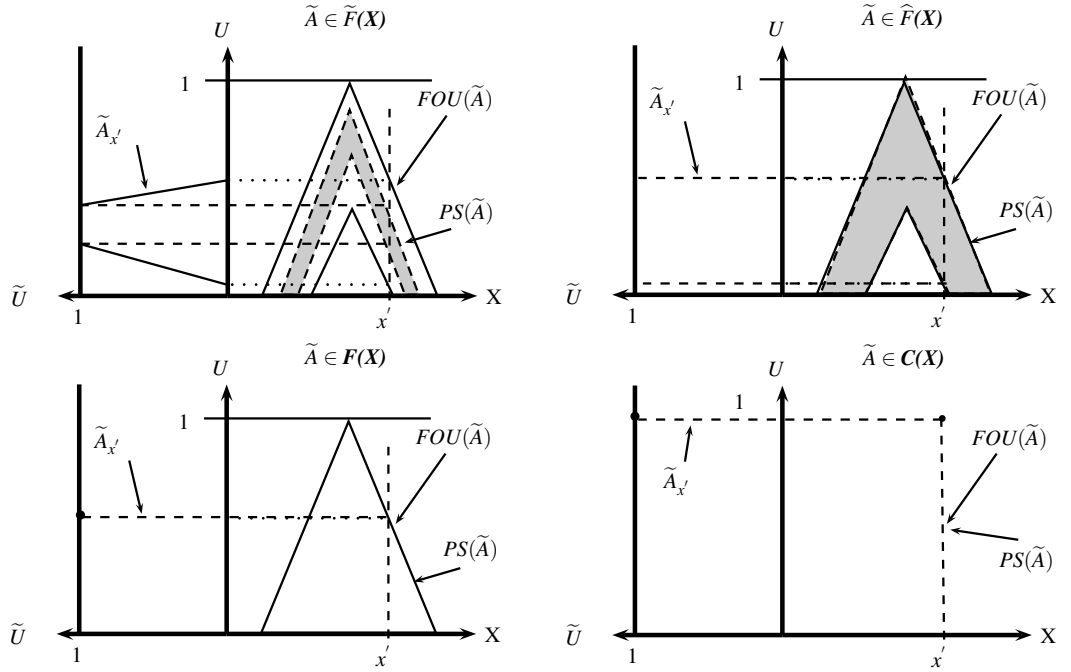 Ã ∈ F̃(X)
U
1
FOU(Ã)
Ã_x′
PS(Ã)
Ũ
X
1
x′
Ã ∈ F̂(X)
U
1
FOU(Ã)
Ã_x′
PS(Ã)
Ũ
X
1
x′
Ã ∈ F(X)
U
1
FOU(Ã)
Ã_x′
PS(Ã)
Ũ
X
1
x′
Ã ∈ C(X)
U
1
FOU(Ã)
Ã_x′
PS(Ã)
Ũ
X
1
x′